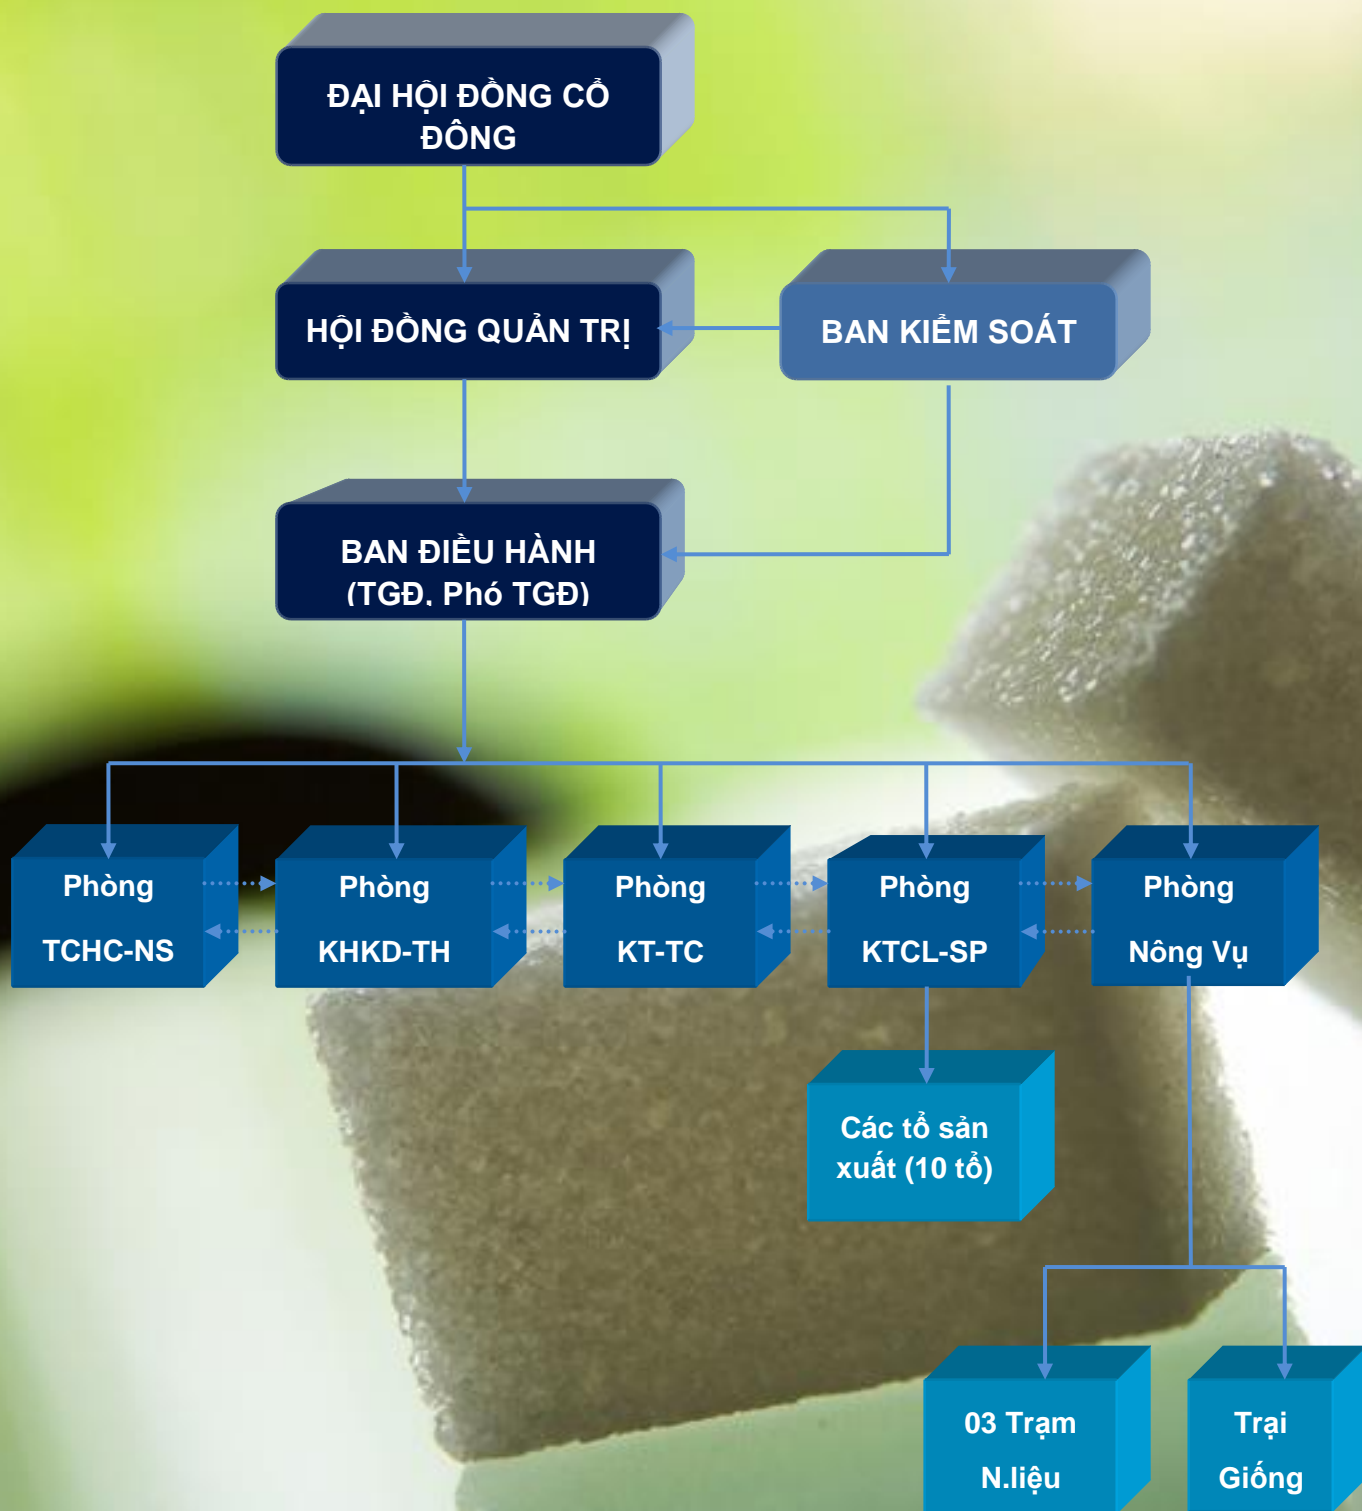 ĐẠI HỘI ĐỒNG CỔ
ĐÔNG
HỘI ĐỒNG QUẢN TRỊ
BAN KIỂM SOÁT
BAN ĐIỀU HÀNH
(TGĐ, Phó TGĐ)
Phòng
TCHC-NS
Phòng
KHKD-TH
Phòng
KT-TC
Phòng
KTCL-SP
Phòng
Nông Vụ
Các tổ sản
xuất (10 tổ)
03 Trạm
N.liệu
Trại
Giống